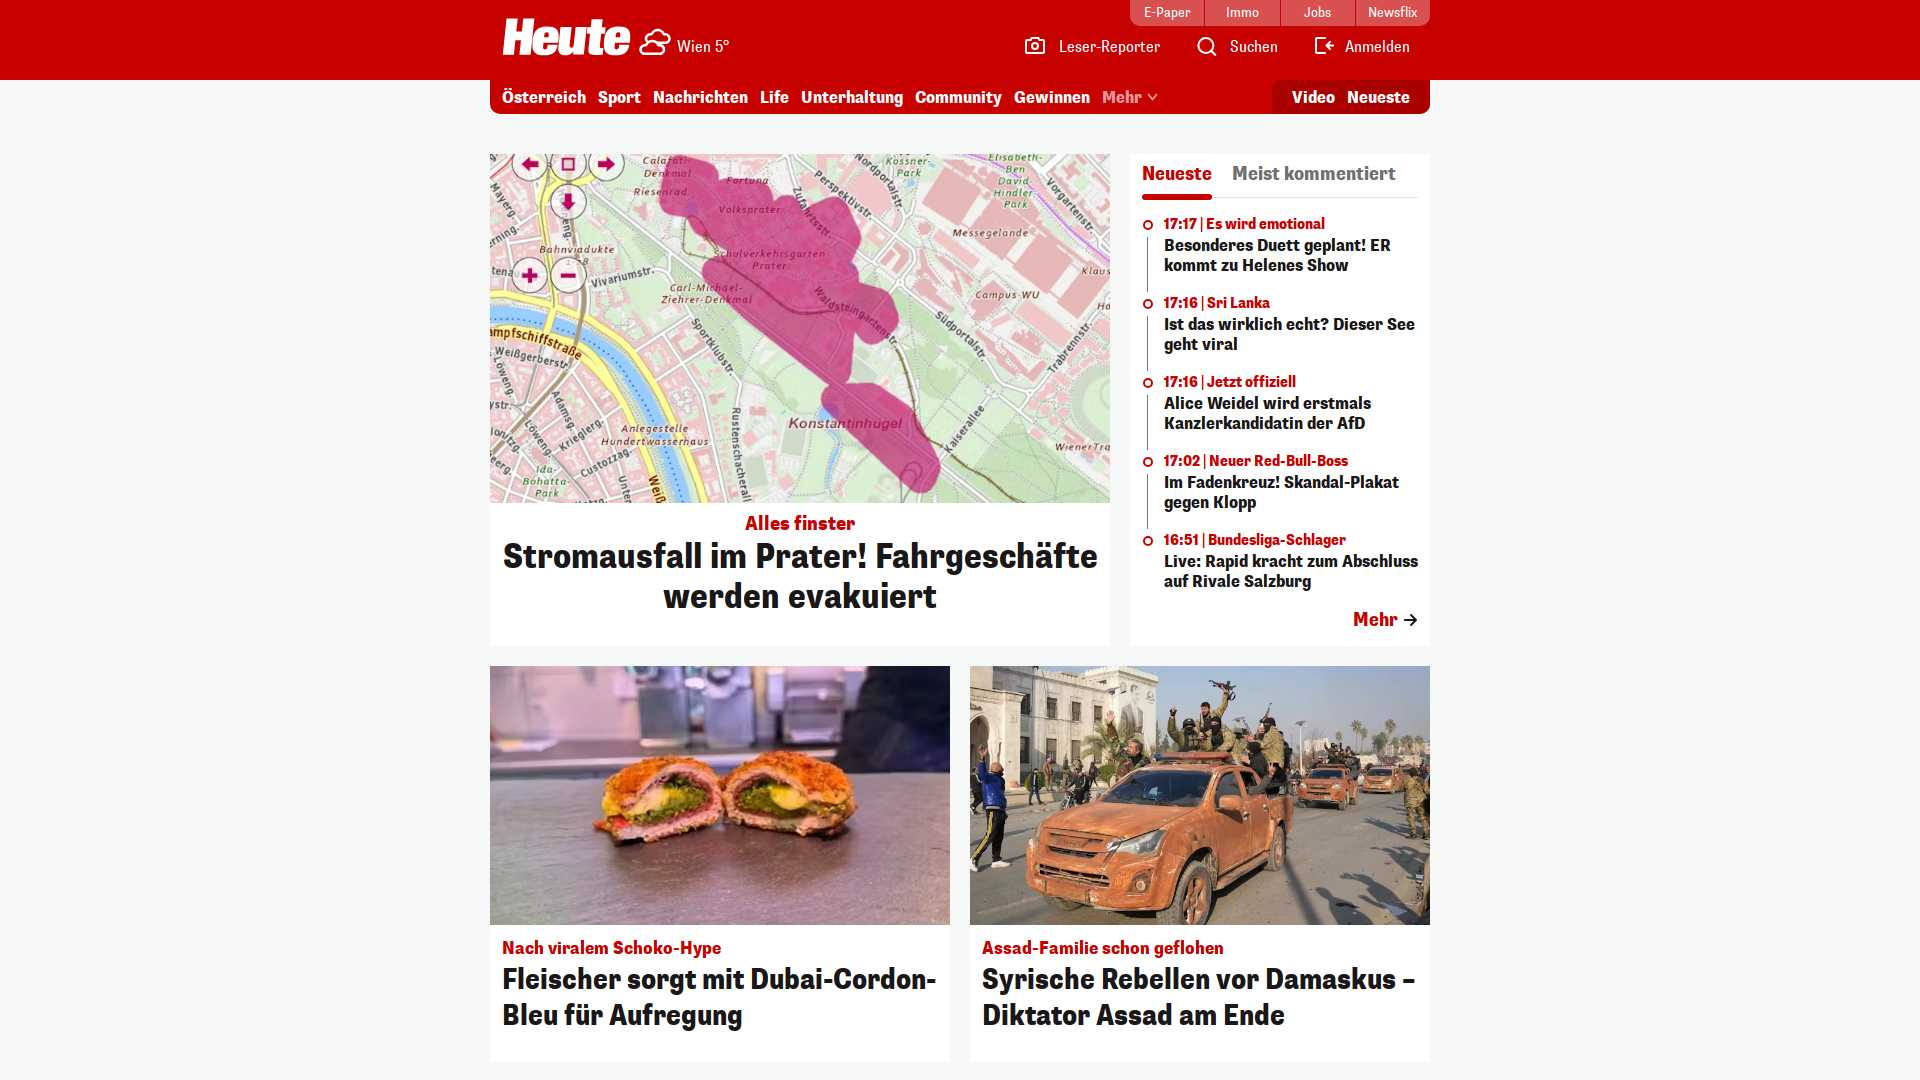 E-Paper
Immo
Jobs
Newsflix
Heute
Wien 5°
Leser-Reporter
Suchen
Anmelden
Österreich
Sport
Nachrichten
Life
Unterhaltung
Community
Gewinnen
Mehr
Video
Neueste
Calafati-
Denkmal
Riesenrad
Fortuna
Volksprater
Zufahrtsstr.
Perspektivstr.
Nordportalstr.
Kossner-
Park
Elisabeth-
Ben
David-
Hindler
Park
Vorgartenstr.
Messegelände
Bahnviadukte
Vivariumstr.
Schulverkehrsgarten
Prater
Carl-Michael-
Ziehrer-Denkmal
Waldsteingartenstr.
Campus-WU
Südportalstr.
Trabrennstr.
Sportklubstr.
ampfschiffstraße
Weißgerberstr.
Löweng.
Adamsg.
Krieglerg.
Löweng.
Custozzag.
Anlegestelle
Hundertwasserhaus
Rustenschacherall
Konstantinhügel
Kaiserallee
WienerTra
Ida-
Bohatta-
Park
Alles finster
Stromausfall im Prater! Fahrgeschäfte
werden evakuiert
Neueste
Meist kommentiert
17:17 | Es wird emotional
Besonderes Duett geplant! ER
kommt zu Helenes Show
17:16 | Sri Lanka
Ist das wirklich echt? Dieser See
geht viral
17:16 | Jetzt offiziell
Alice Weidel wird erstmals
Kanzlerkandidatin der AfD
17:02 | Neuer Red-Bull-Boss
Im Fadenkreuz! Skandal-Plakat
gegen Klopp
16:51 | Bundesliga-Schlager
Live: Rapid kracht zum Abschluss
auf Rivale Salzburg
Mehr
Nach viralem Schoko-Hype
Fleischer sorgt mit Dubai-Cordon-
Bleu für Aufregung
Assad-Familie schon geflohen
Syrische Rebellen vor Damaskus –
Diktator Assad am Ende